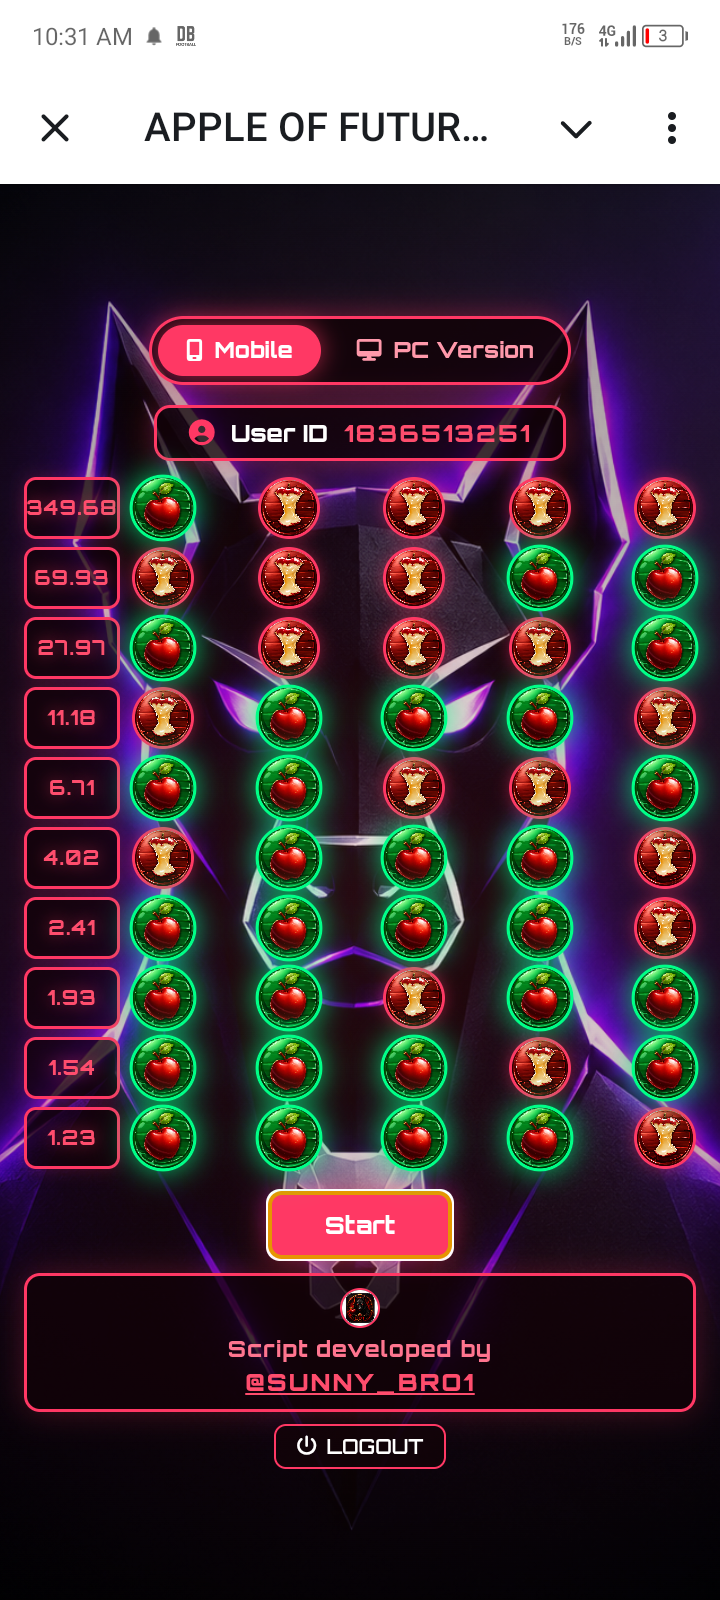 10:31 AM DB FOOTBALL 176 B/S 4G 3
APPLE OF FUTUR...
Mobile PC Version
User ID 1836513251
349.68
69.93
27.97
11.18
6.71
4.02
2.41
1.93
1.54
1.23
Start
Script developed by
@SUNNY_BRO1
LOGOUT